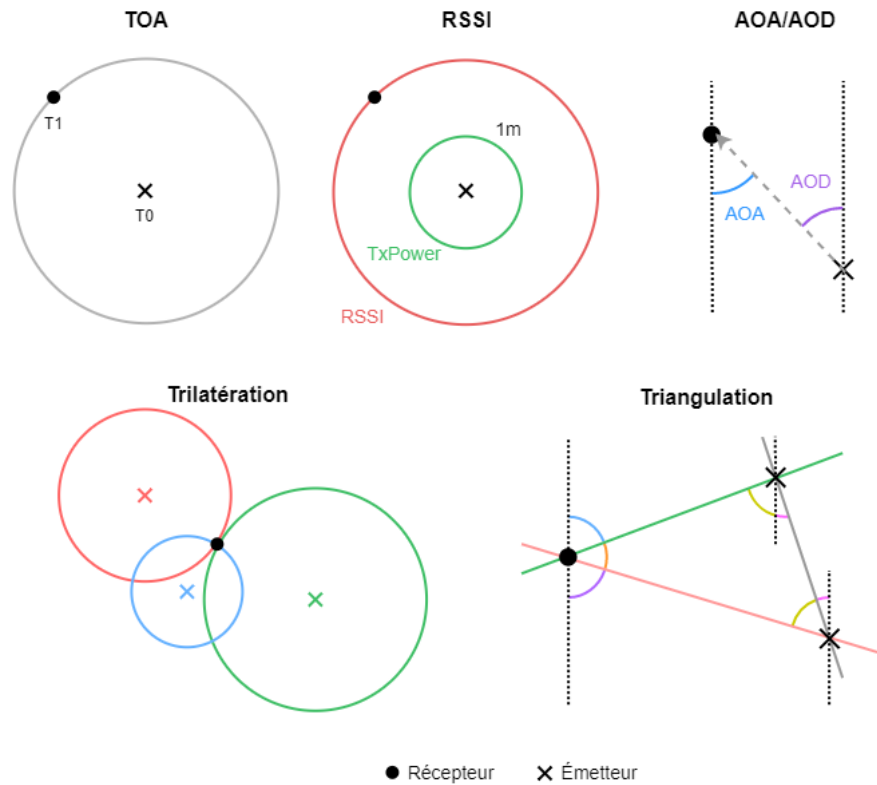 TOA
RSSI
AOA/AOD
T1
T0
1m
TxPower
RSSI
AOD
AOA
Trilatération
Triangulation
Récepteur
Émetteur